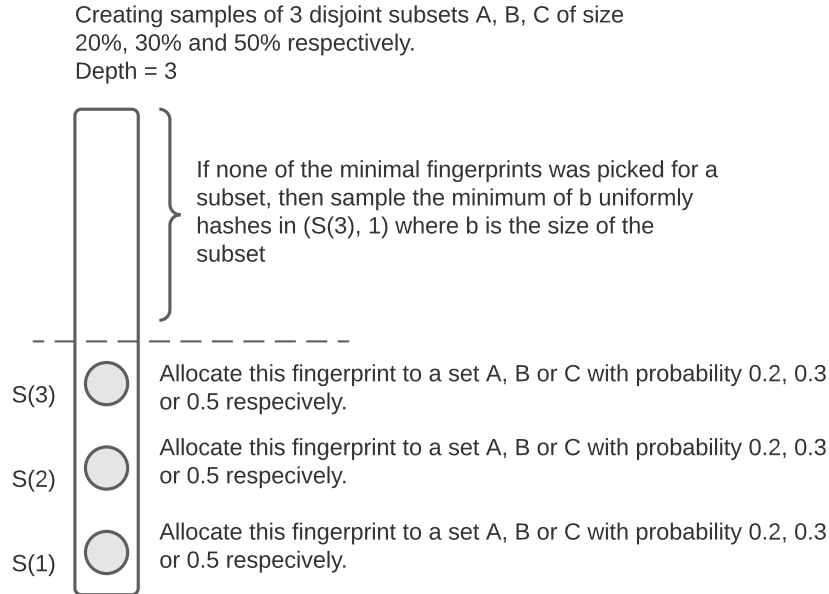 Creating samples of 3 disjoint subsets A, B, C of size
20%, 30% and 50% respectively.
Depth = 3
If none of the minimal fingerprints was picked for a
subset, then sample the minimum of b uniformly
hashes in (S(3), 1) where b is the size of the
subset
S(3)
Allocate this fingerprint to a set A, B or C with probability 0.2, 0.3
or 0.5 respecively.
S(2)
Allocate this fingerprint to a set A, B or C with probability 0.2, 0.3
or 0.5 respecively.
S(1)
Allocate this fingerprint to a set A, B or C with probability 0.2, 0.3
or 0.5 respecively.